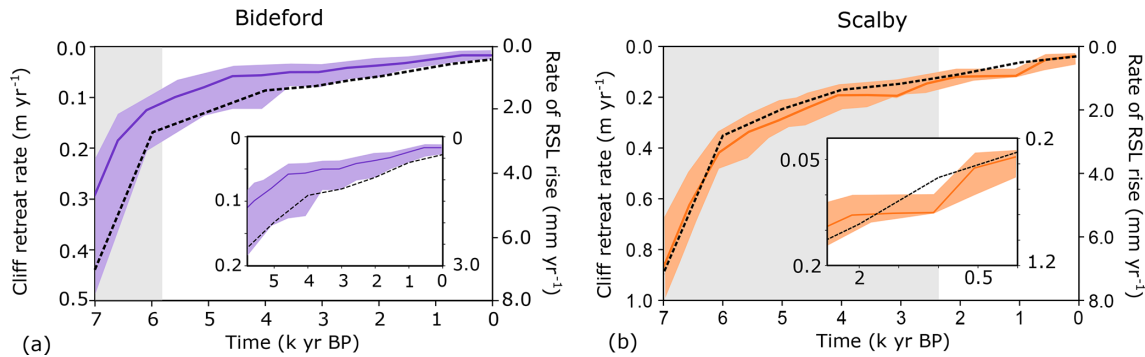 Bideford
Cliff retreat rate (m yr⁻¹)
0.0
0.1
0.2
0.3
0.4
0.5
0.0
2.0
4.0
6.0
8.0
Rate of RSL rise (mm yr⁻¹)
0
0.1
0.2
0
3.0
5 4 3 2 1 0
7 6 5 4 3 2 1 0
Time (k yr BP)
(a)
Scalby
Cliff retreat rate (m yr⁻¹)
0.0
0.2
0.4
0.6
0.8
1.0
0.0
2.0
4.0
6.0
8.0
Rate of RSL rise (mm yr⁻¹)
0.05
0.2
0.2
1.2
2 0.5
7 6 5 4 3 2 1 0
Time (k yr BP)
(b)